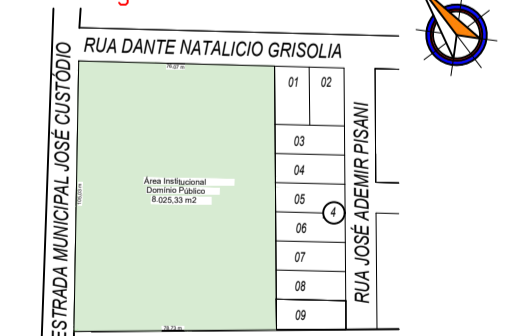 RUA DANTE NATALICIO GRISOLIA
ESTRADA MUNICIPAL JOSÉ CUSTÓDIO
01
02
03
04
05
06
07
08
09
4
Área Institucional
Domínio Público
8.025,33 m2
RUA JOSÉ ADEMIR PISANI